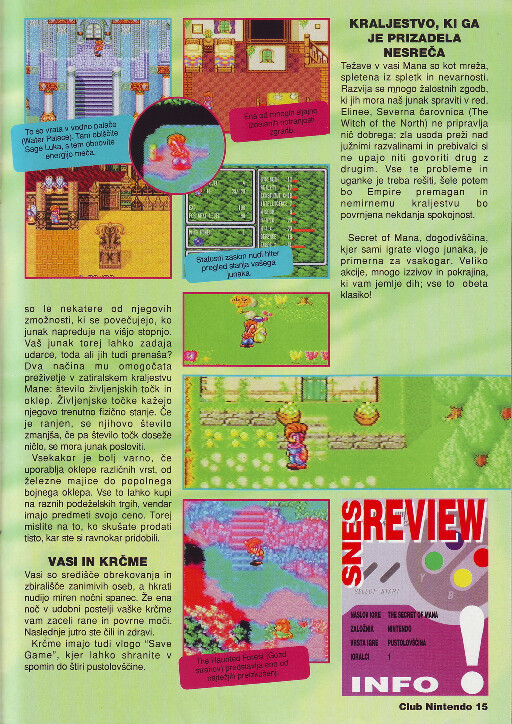 To so vrata v vodno palačo
(Water Palace). Tam obiščite
Sage Luka, s tem obnovite
energijo meča.
Ena od mnogih
zgradb.
Statusni zaslon nudi hiter
pregled stanja vašega
junaka.
so le nekatere od njegovih
zmožnosti, ki se povečujejo, ko
junak napreduje na višjo stopnjo.
Vaš junak torej lahko zadaja
udarce, toda ali jih tudi prenaša?
Dva načina mu omogočata
preživetje v zatiralskem kraljestvu
Mane: število življenjskih točk in
oklep. Življenjske točke kažejo
njegovo trenutno fizično stanje. Če
je ranjen, se njihovo število
zmanjša, če pa število točk doseže
ničlo, se mora junak posloviti.
Vsekakor je bolj varno, če
uporablja oklepe različnih vrst, od
železne majice do popolnega
bojnega oklepa. Vse to lahko kupi
na raznih podeželskih trgih, vendar
imajo predmeti svojo ceno. Torej
mislite na to, ko skušate prodati
tisto, kar ste si ravnokar pridobili.
VASI IN KRČME
Vasi so središče obrekovanja in
zbirališče zanimivih oseb, a hkrati
nudijo miren nočni spanec. Že ena
noč v udobni postelji vaške krčme
vam zaceli rane in povrne moči.
Naslednje jutro ste čili in zdravi.
Krčme imajo tudi vlogo "Save
Game", kjer lahko shranite v
spomin do štiri pustolovščine.
The Haunted Forest (Gozd
duhov) predstavlja eno od
KRALJESTVO, KI GA
JE PRIZADELA
NESREČA
Težave v vasi Mana so kot mreža,
spletena iz spletk in nevarnosti.
Razvija se mnogo žalostnih zgodb,
ki jih mora naš junak spraviti v red.
Elinee, Severna čarovnica (The
Witch of the North) ne pripravlja
nič dobrega; zla usoda preži nad
južnimi razvalinami in prebivalci si
ne upajo niti govoriti drug z
drugim. Vse te probleme in
uganke je treba rešiti, šele potem
bo Empire premagan in
nemirnemu kraljestvu bo
povrnjena nekdanja spokojnost.
Secret of Mana, dogodivščina,
kjer sami igrate vlogo junaka, je
primerna za vsakogar. Veliko
akcije, mnogo izzivov in pokrajina,
ki vam jemlje dih; vse to obeta
klasiko!
SNES REVIEW
SELECT START
Y
B
NASLOV IGRE THE SECRET OF MANA
ZALOŽNIK NINTENDO
VRSTA IGRE PUSTOLOVŠČINA
IGRALCI 1
INFO!
Club Nintendo 15